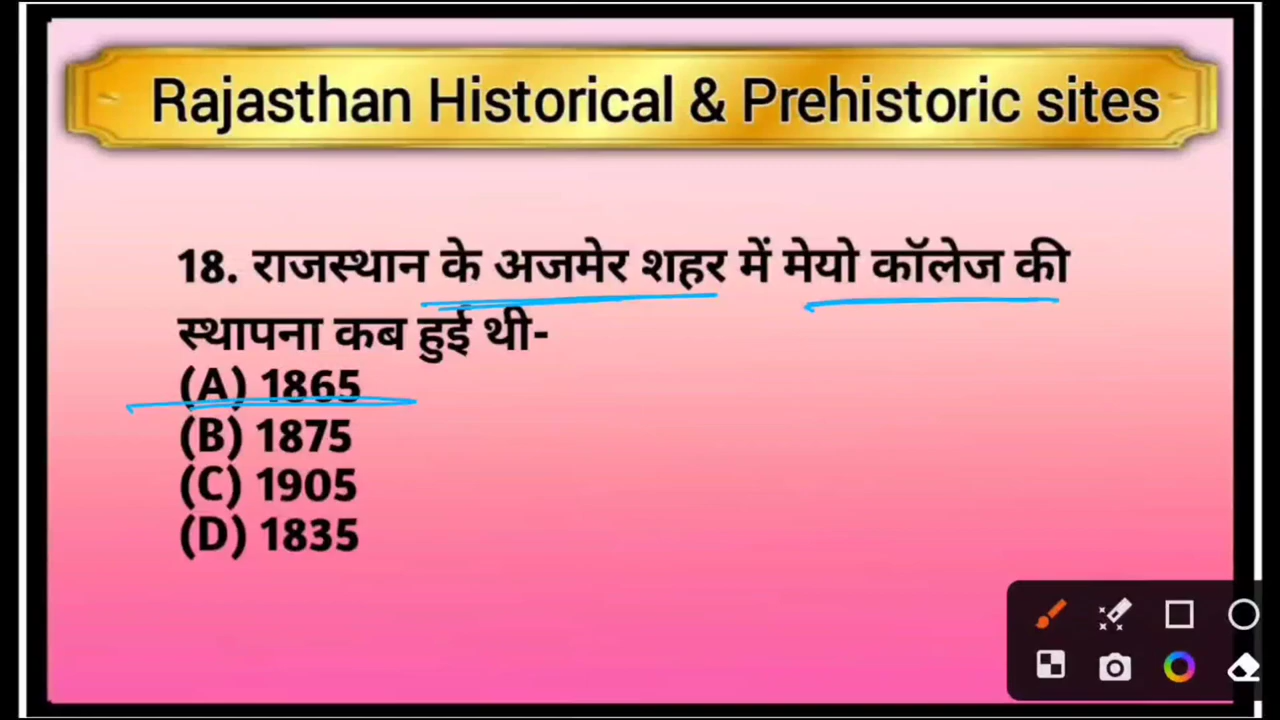 Rajasthan Historical & Prehistoric sites
18. राजस्थान के अजमेर शहर में मेयो कॉलेज की
स्थापना कब हुई थी-
(A) 1865
(B) 1875
(C) 1905
(D) 1835